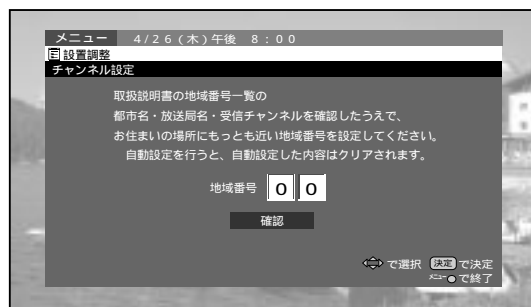 メニュー 4/26(木)午後 8:00
設置調整
チャンネル設定
取扱説明書の地域番号一覧の
都市名・放送局名・受信チャンネルを確認したうえで、
お住まいの場所にもっとも近い地域番号を設定してください。
自動設定を行うと、自動設定した内容はクリアされます。
地域番号 0 0
確認
で選択 決定 で決定
メニュー で終了